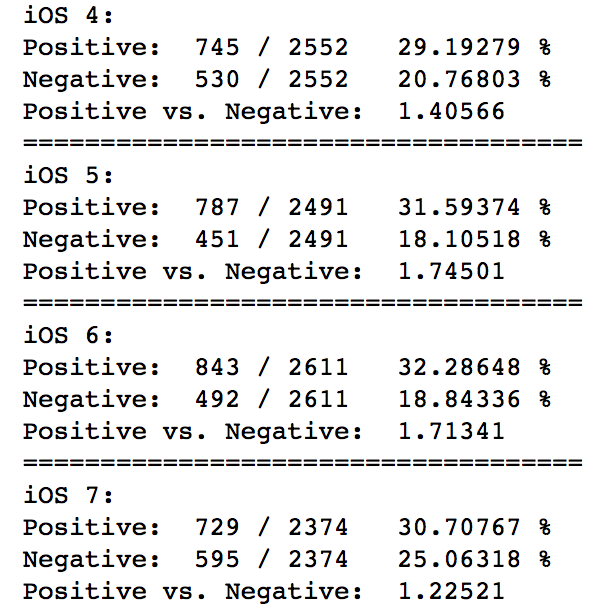 iOS 4:
Positive:  745 / 2552   29.19279 %
Negative:  530 / 2552   20.76803 %
Positive vs. Negative:  1.40566
====================================
iOS 5:
Positive:  787 / 2491   31.59374 %
Negative:  451 / 2491   18.10518 %
Positive vs. Negative:  1.74501
====================================
iOS 6:
Positive:  843 / 2611   32.28648 %
Negative:  492 / 2611   18.84336 %
Positive vs. Negative:  1.71341
====================================
iOS 7:
Positive:  729 / 2374   30.70767 %
Negative:  595 / 2374   25.06318 %
Positive vs. Negative:  1.22521